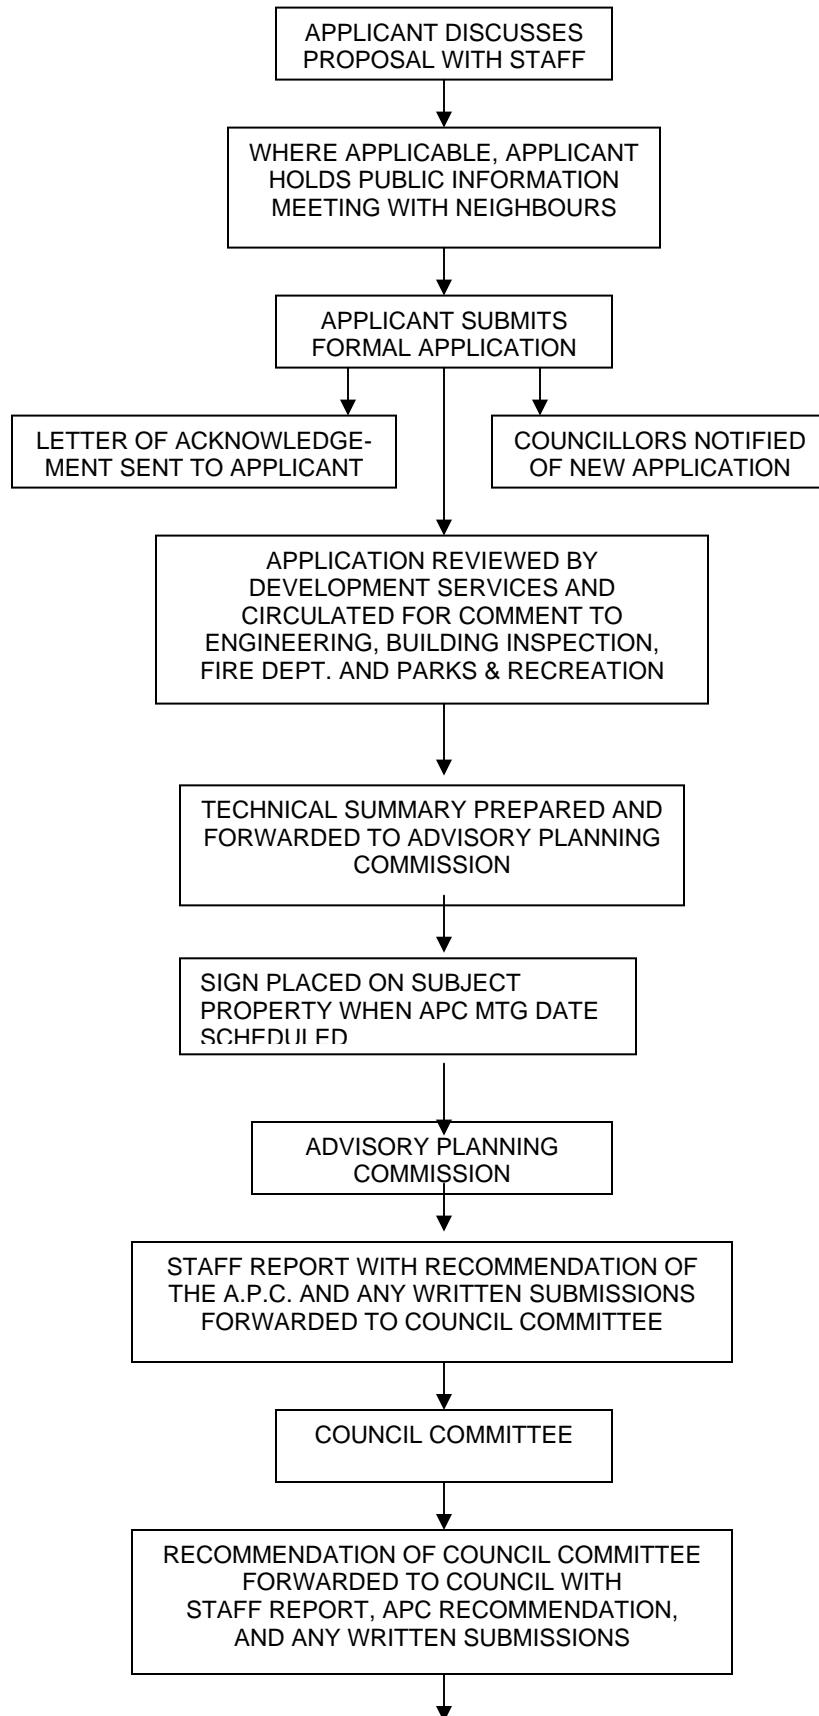 APPLICANT DISCUSSES
PROPOSAL WITH STAFF
WHERE APPLICABLE, APPLICANT
HOLDS PUBLIC INFORMATION
MEETING WITH NEIGHBOURS
APPLICANT SUBMITS
FORMAL APPLICATION
LETTER OF ACKNOWLEDGE-
MENT SENT TO APPLICANT
COUNCILLORS NOTIFIED
OF NEW APPLICATION
APPLICATION REVIEWED BY
DEVELOPMENT SERVICES AND
CIRCULATED FOR COMMENT TO
ENGINEERING, BUILDING INSPECTION,
FIRE DEPT. AND PARKS & RECREATION
TECHNICAL SUMMARY PREPARED AND
FORWARDED TO ADVISORY PLANNING
COMMISSION
SIGN PLACED ON SUBJECT
PROPERTY WHEN APC MTG DATE
SCHEDULED
ADVISORY PLANNING
COMMISSION
STAFF REPORT WITH RECOMMENDATION OF
THE A.P.C. AND ANY WRITTEN SUBMISSIONS
FORWARDED TO COUNCIL COMMITTEE
COUNCIL COMMITTEE
RECOMMENDATION OF COUNCIL COMMITTEE
FORWARDED TO COUNCIL WITH
STAFF REPORT, APC RECOMMENDATION,
AND ANY WRITTEN SUBMISSIONS